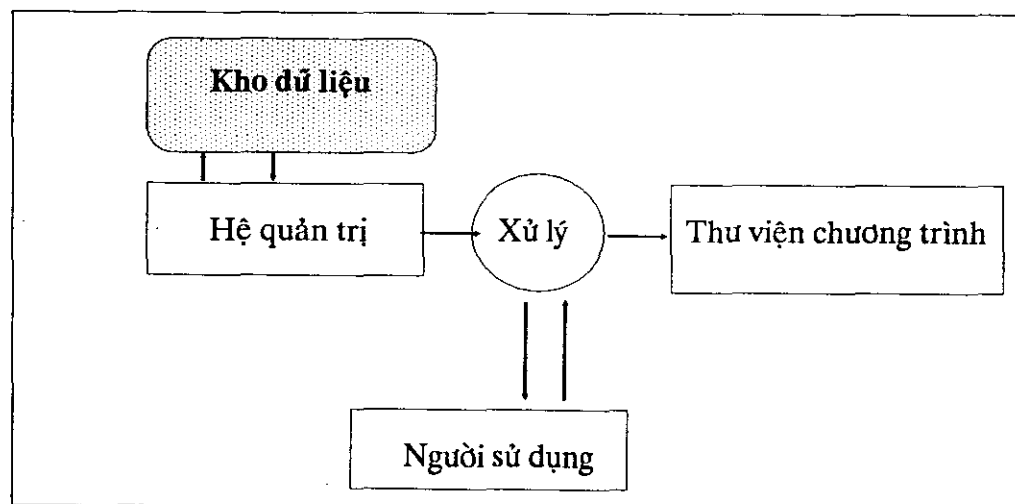 Kho dữ liệu
Hệ quản trị
Xử lý
Thư viện chương trình
Người sử dụng